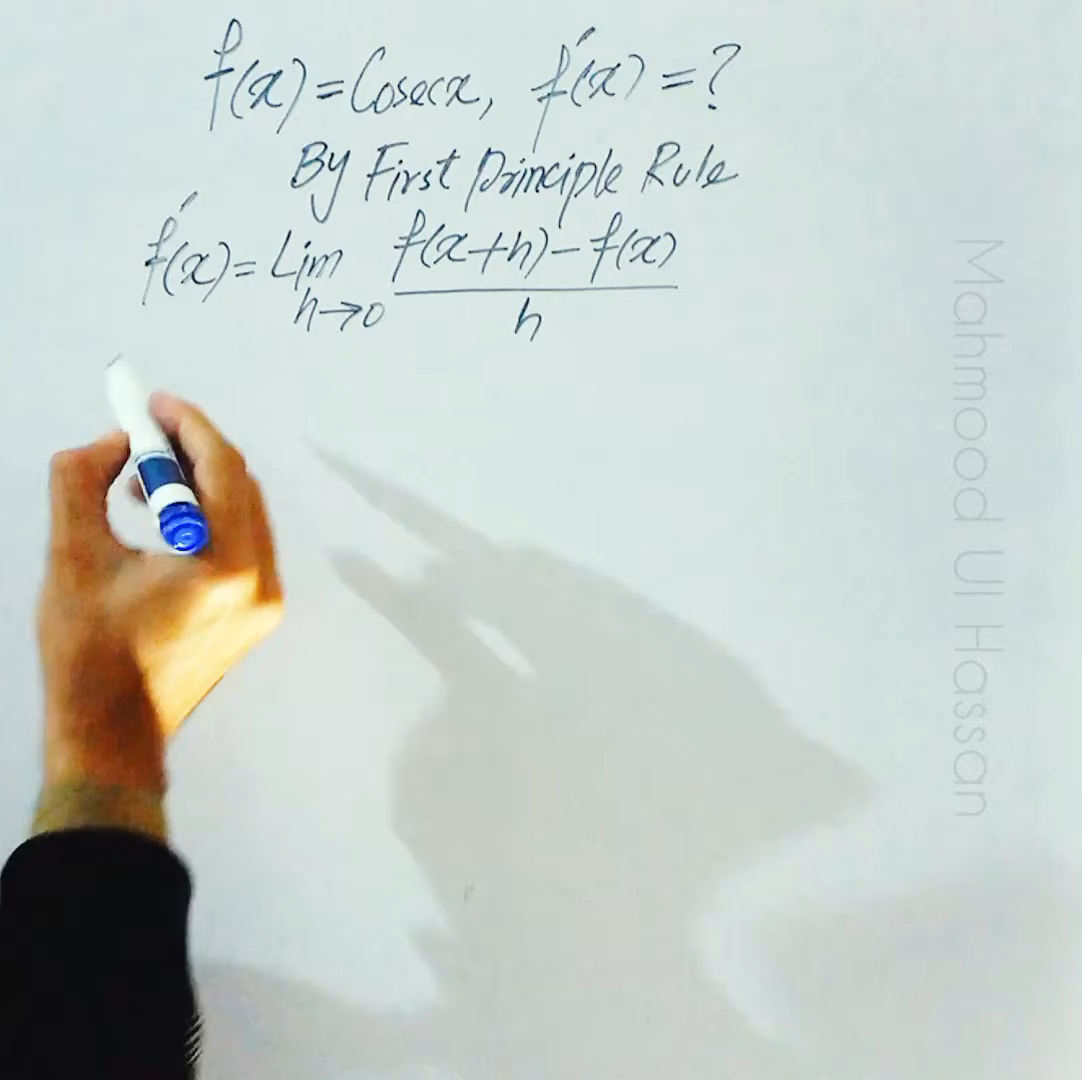 f(x) = Cosecx, f'(x) = ?
By First Principle Rule
f'(x) = Lim f(x+h) - f(x)
h→0 h
Mahmood Ul Hassan